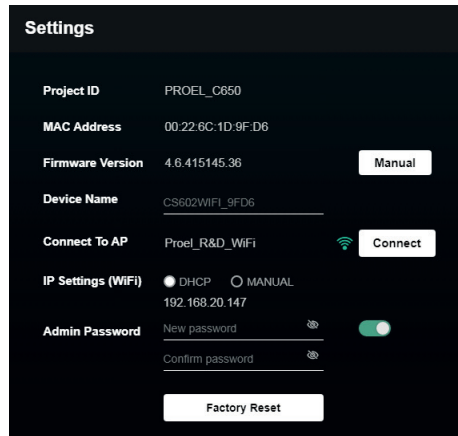 Settings
Project ID PROEL_C650
MAC Address 00:22:6C:1D:9F:D6
Firmware Version 4.6.415145.36 Manual
Device Name CS602WIFI_9FD6
Connect To AP Proel_R&D_WiFi Connect
IP Settings (WiFi) DHCP MANUAL
192.168.20.147
Admin Password New password
Confirm password
Factory Reset